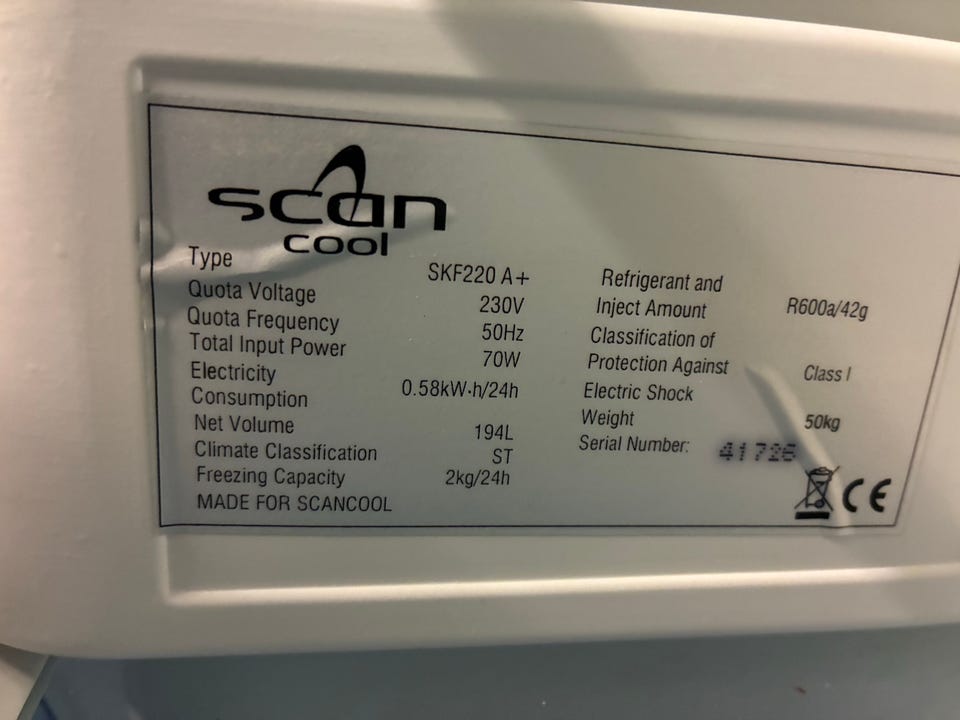 scan
cool
Type SKF220 A+
Quota Voltage 230V
Quota Frequency 50Hz
Total Input Power 70W
Electricity
Consumption 0.58kW·h/24h
Net Volume 194L
Climate Classification ST
Freezing Capacity 2kg/24h
MADE FOR SCANCOOL
Refrigerant and
Inject Amount R600a/42g
Classification of
Protection Against Class I
Electric Shock
Weight 50kg
Serial Number: 41726
CE